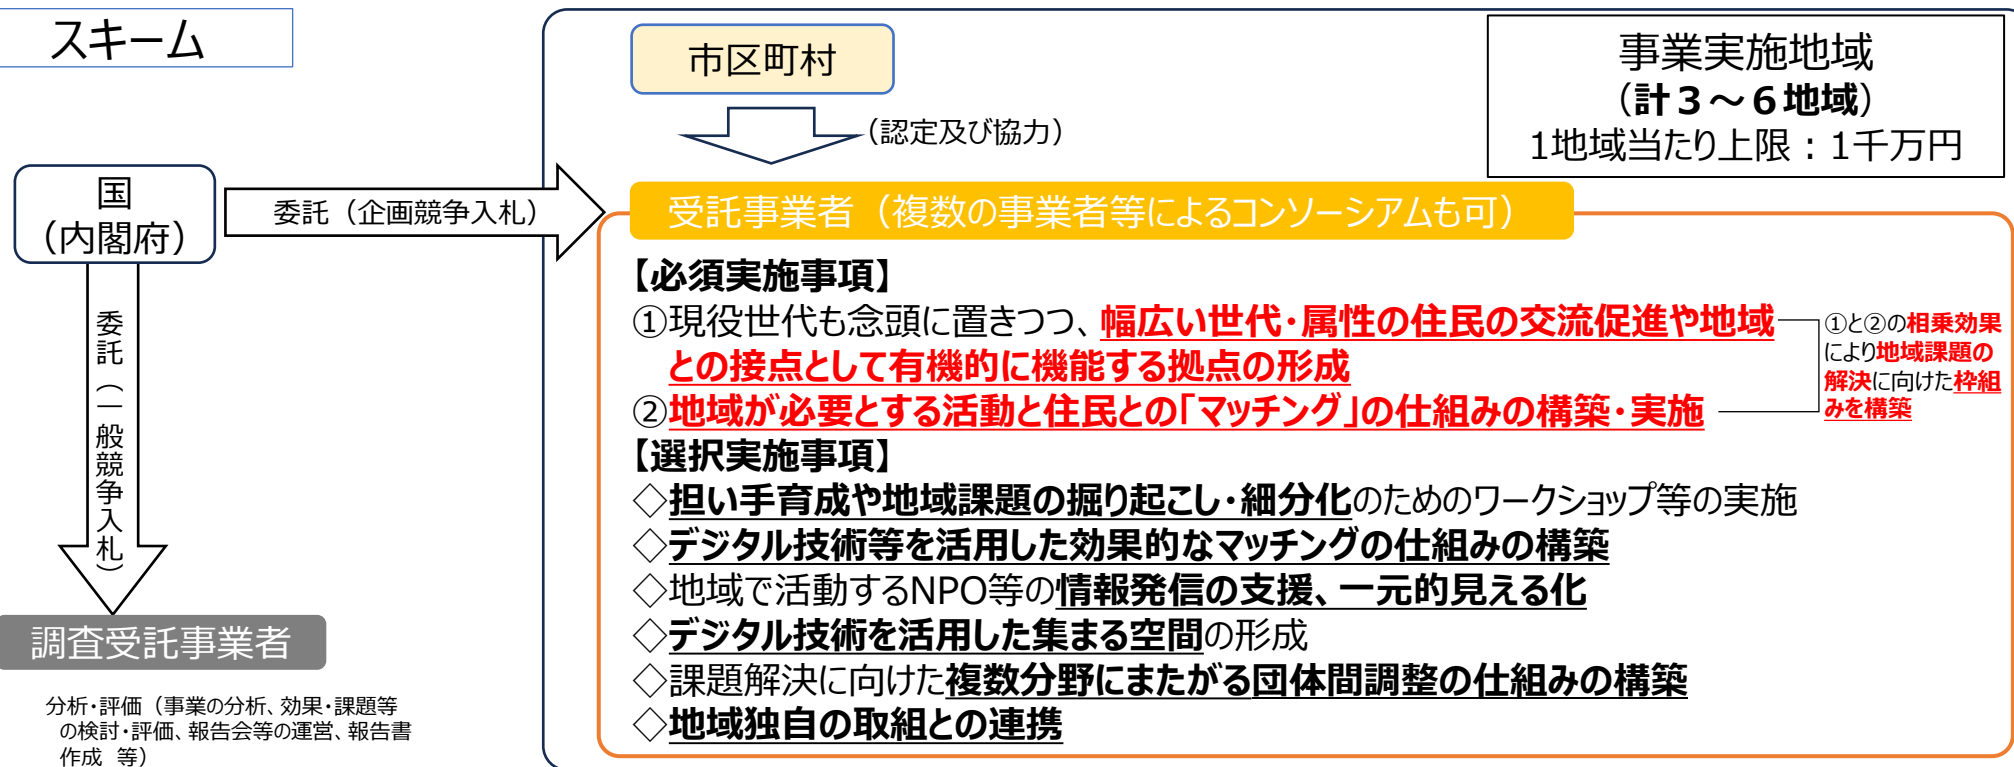 スキーム
市区町村
（認定及び協力）
事業実施地域
（計３～６地域）
1地域当たり上限：1千万円
国
（内閣府）
委託（企画競争入札）
委託（一般競争入札）
調査受託事業者
分析・評価（事業の分析、効果・課題等
の検討・評価、報告会等の運営、報告書
作成 等）
受託事業者（複数の事業者等によるコンソーシアムも可）
【必須実施事項】
①現役世代も念頭に置きつつ、幅広い世代・属性の住民の交流促進や地域
との接点として有機的に機能する拠点の形成
②地域が必要とする活動と住民との「マッチング」の仕組みの構築・実施
①と②の相乗効果
により地域課題の
解決に向けた枠組
みを構築
【選択実施事項】
◇担い手育成や地域課題の掘り起こし・細分化のためのワークショップ等の実施
◇デジタル技術等を活用した効果的なマッチングの仕組みの構築
◇地域で活動するNPO等の情報発信の支援、一元的見える化
◇デジタル技術を活用した集まる空間の形成
◇課題解決に向けた複数分野にまたがる団体間調整の仕組みの構築
◇地域独自の取組との連携